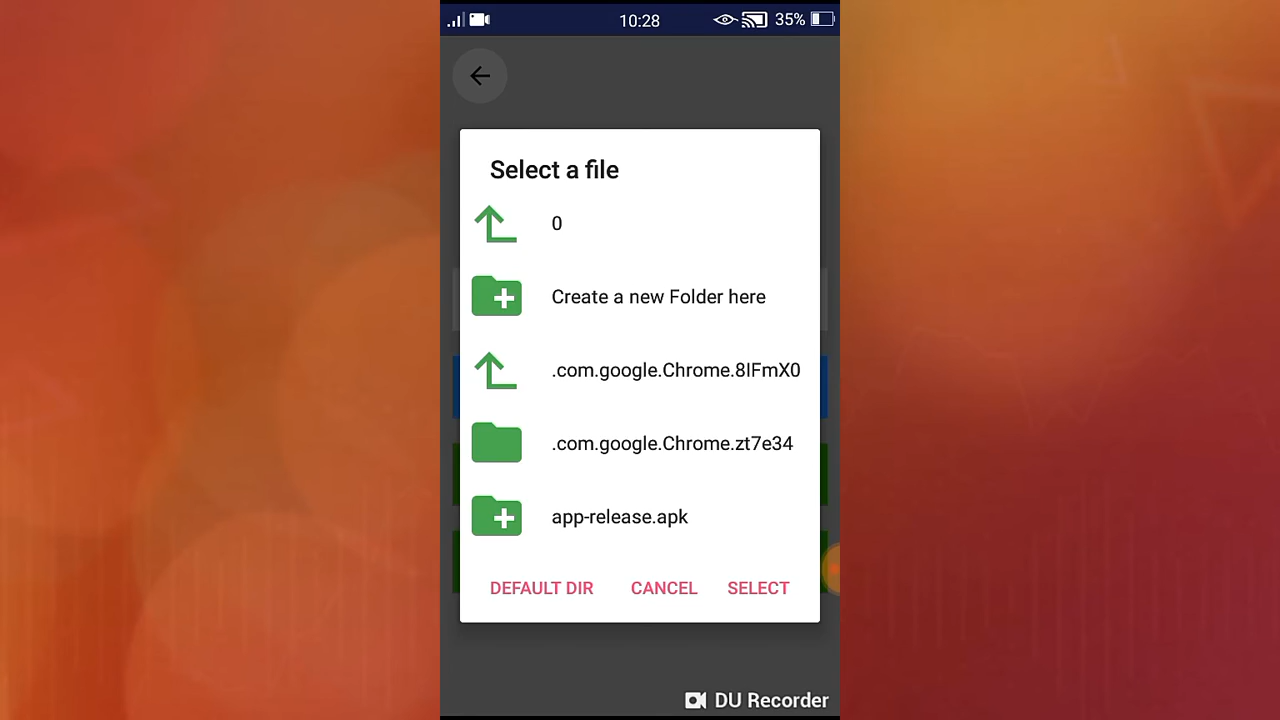 10:28
35%
Select a file
0
Create a new Folder here
.com.google.Chrome.8IFmX0
.com.google.Chrome.zt7e34
app-release.apk
DEFAULT DIR CANCEL SELECT
DU Recorder